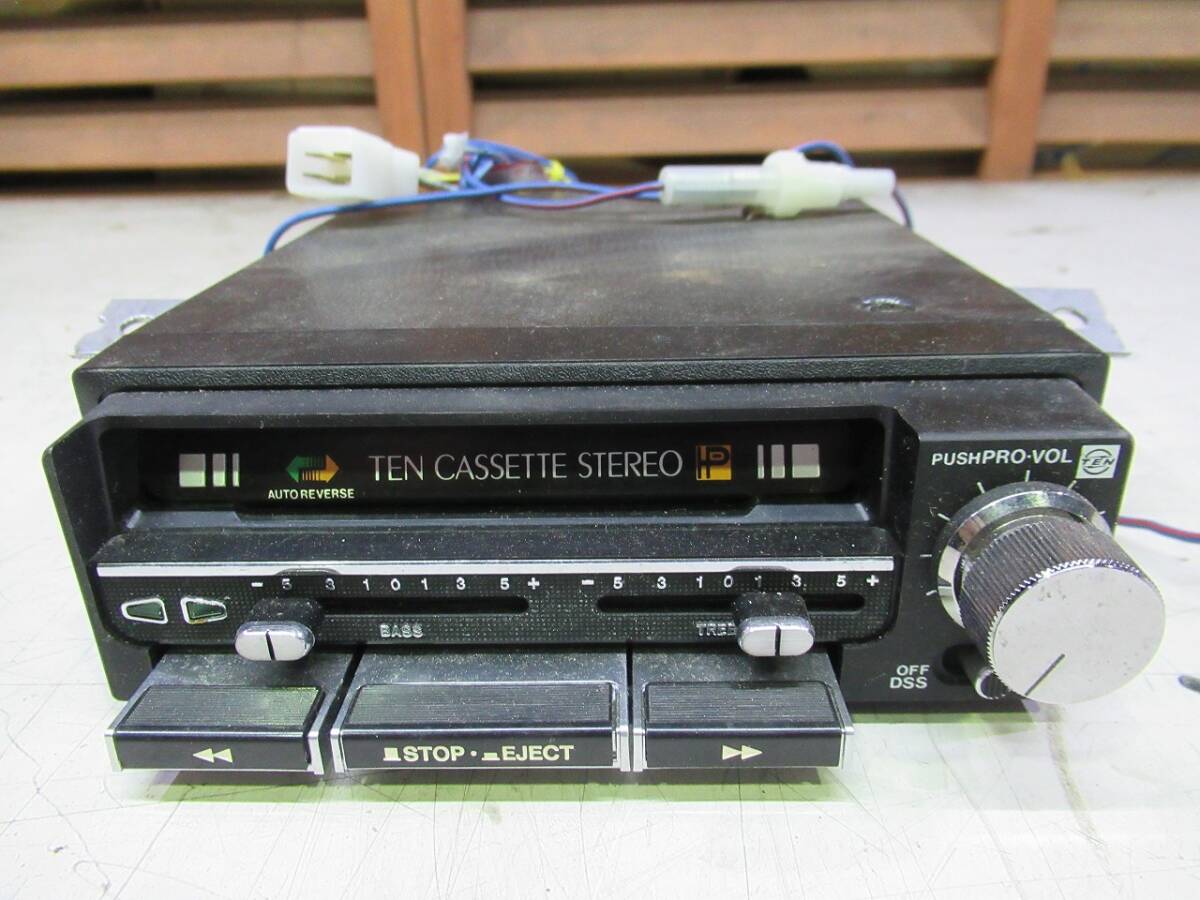 PUSH PRO·VOL TEN
TEN CASSETTE STEREO
AUTO REVERSE
- 5 3 1 0 1 3 5 + - 5 3 1 0 1 3 5 +
BASS
OFF
DSS
◀◀ STOP · EJECT ▶▶